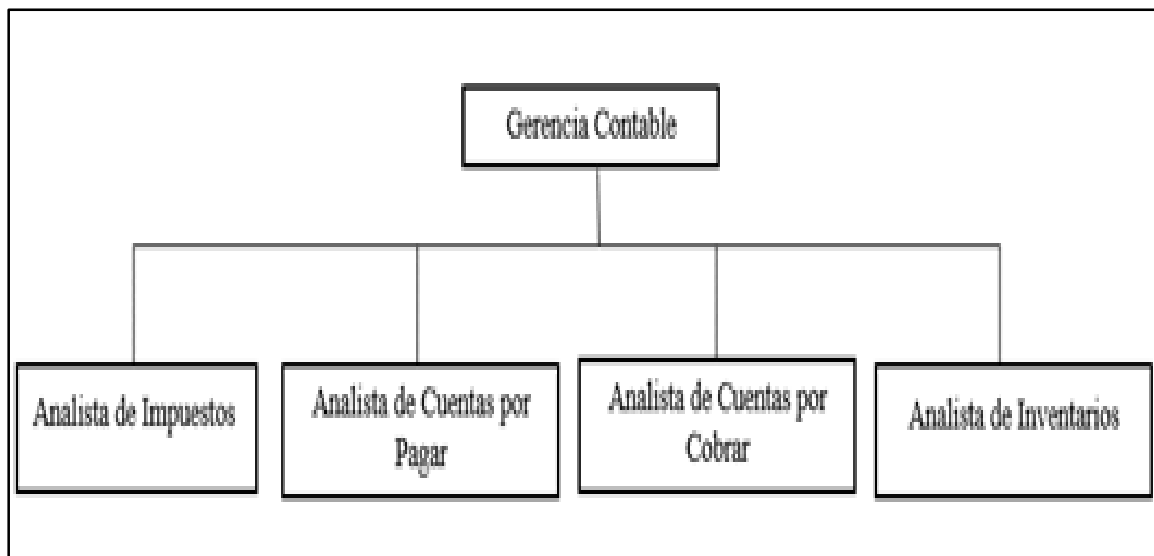 Gerencia Contable
Analista de Impuestos
Analista de Cuentas por
Pagar
Analista de Cuentas por
Cobrar
Analista de Inventarios